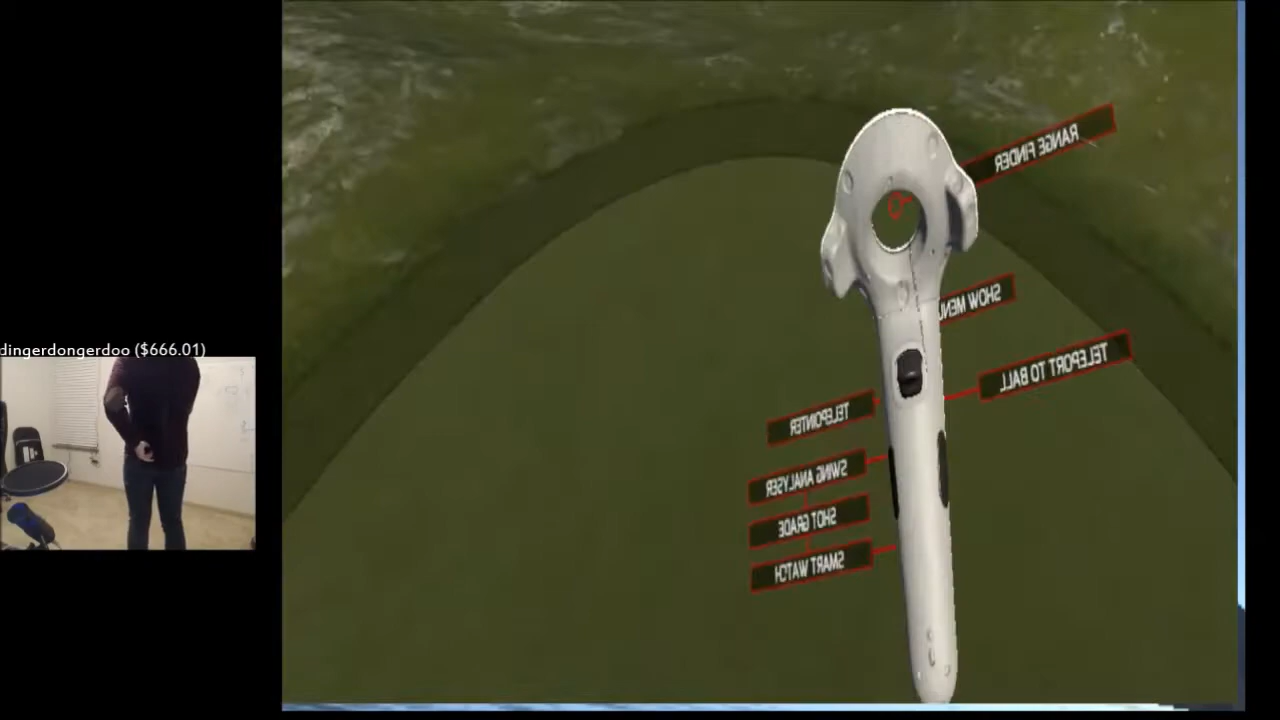 RANGE FINDER
SHOW MENU
dingerdongerdoo ($666.01)
TELEPORT TO BALL
TELEPOINTER
SWING ANALYSER
SHOT GRADE
SMART WATCH